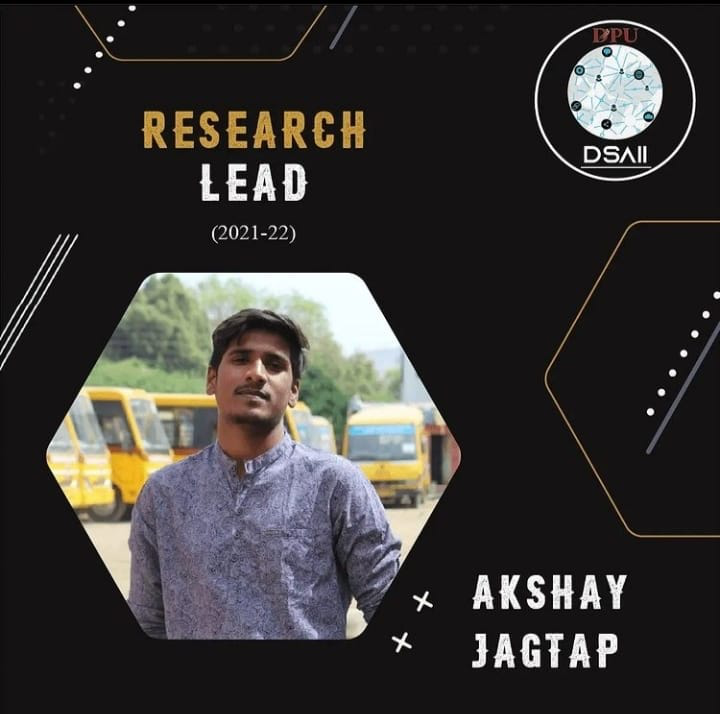 DPU
DSAII
RESEARCH
LEAD
(2021-22)
AKSHAY
JAGTAP